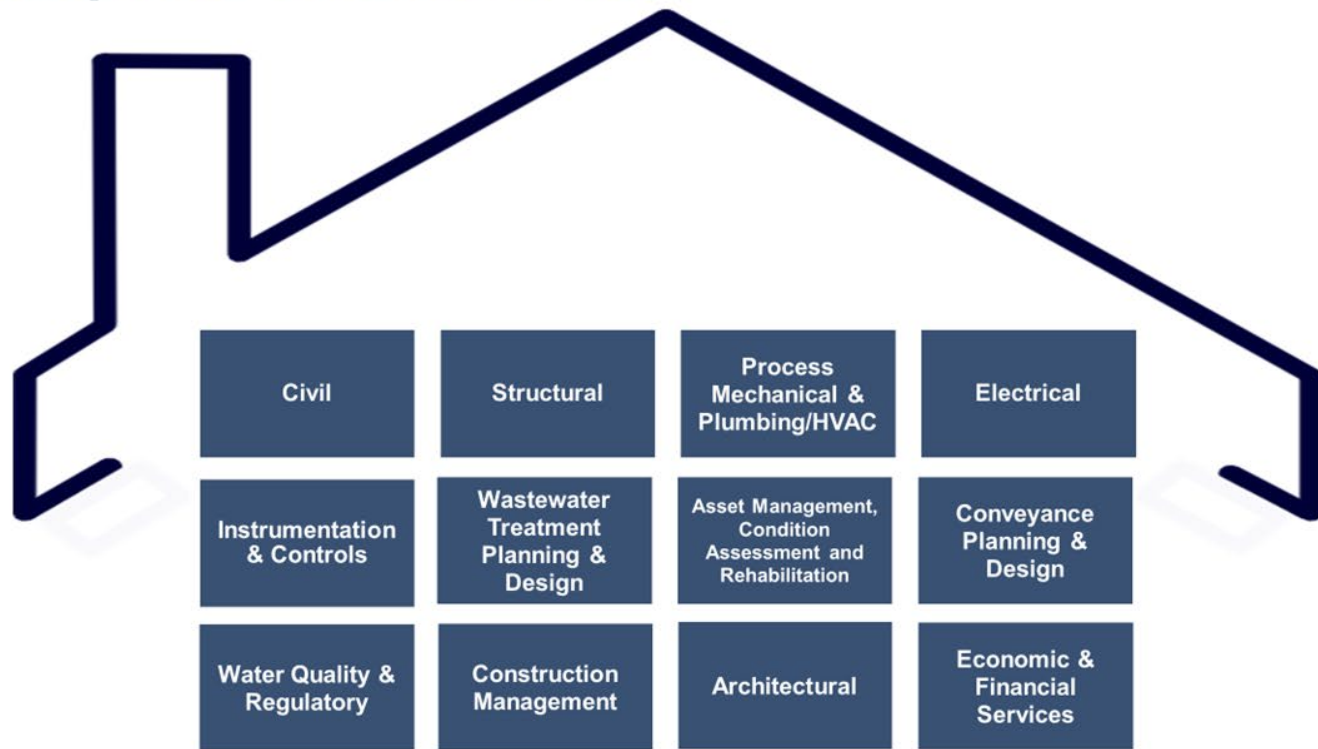 Civil
Structural
Process
Mechanical &
Plumbing/HVAC
Electrical
Instrumentation
& Controls
Wastewater
Treatment
Planning &
Design
Asset Management,
Condition
Assessment and
Rehabilitation
Conveyance
Planning &
Design
Water Quality &
Regulatory
Construction
Management
Architectural
Economic &
Financial
Services